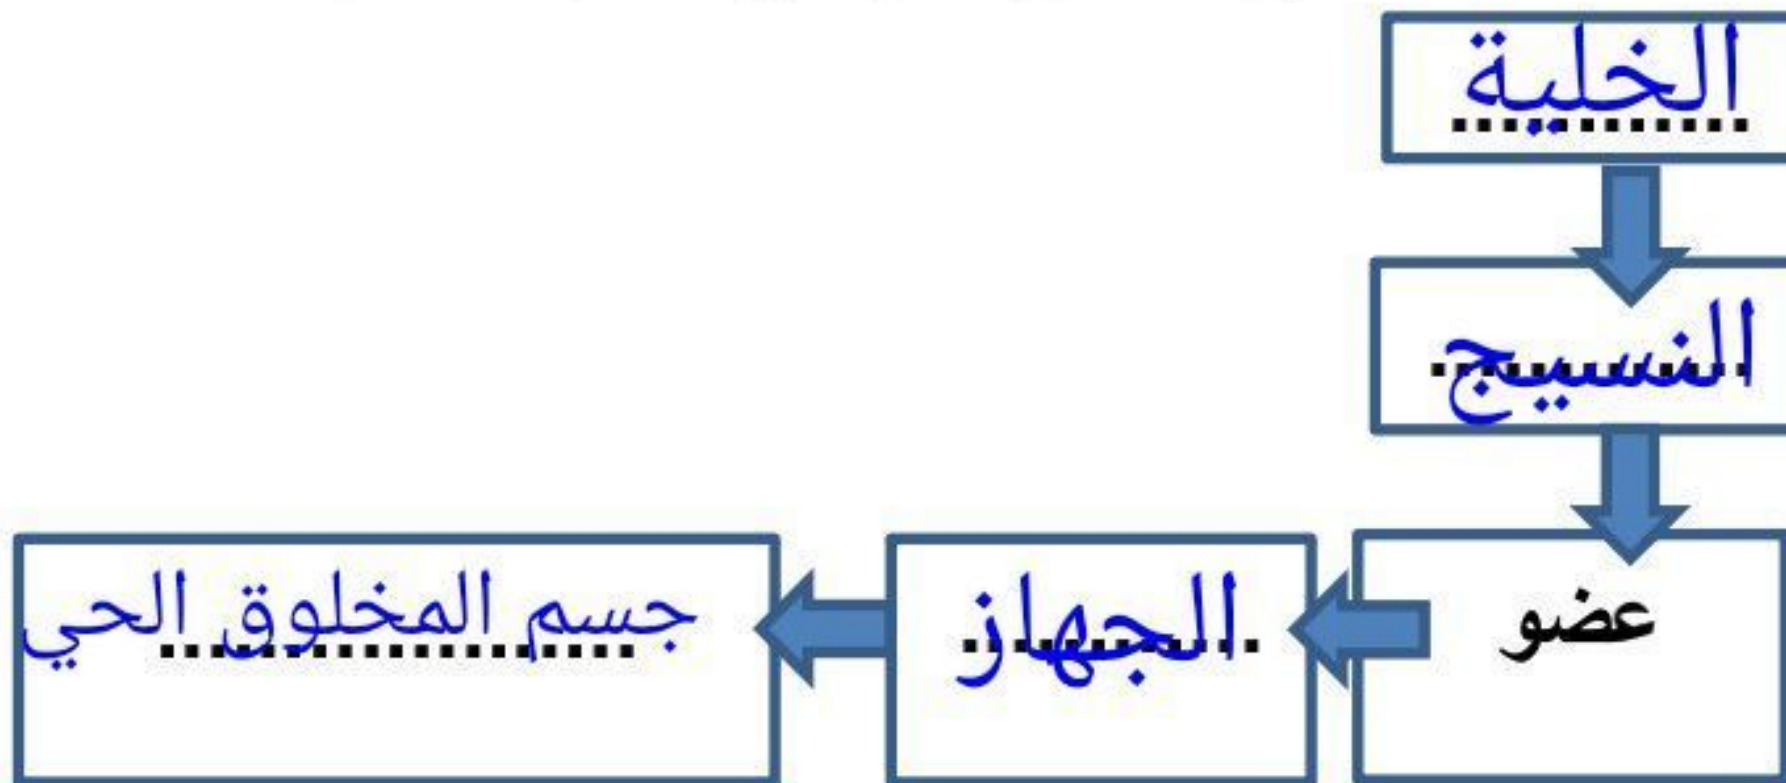 الخلية
النسيج
عضو
الجهاز
جسم المخلوق الحي